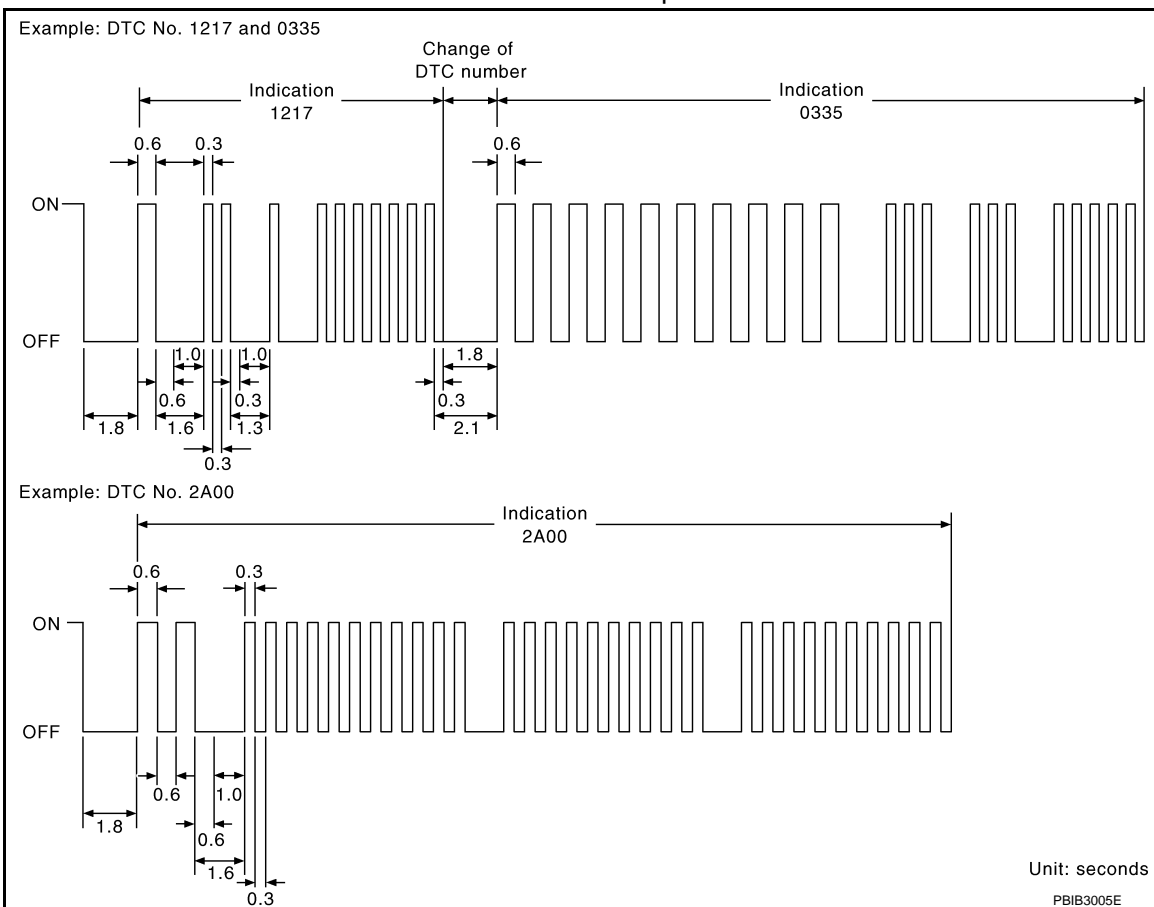 Example: DTC No. 1217 and 0335
Change of
DTC number
Indication
1217
Indication
0335
0.6
0.3
0.6
ON
OFF
1.0
1.0
1.8
0.6
0.3
0.3
1.8
1.6
1.3
2.1
0.3
Example: DTC No. 2A00
Indication
2A00
0.6
0.3
ON
OFF
0.6
1.0
1.8
0.6
1.6
0.3
Unit: seconds
PBIB3005E